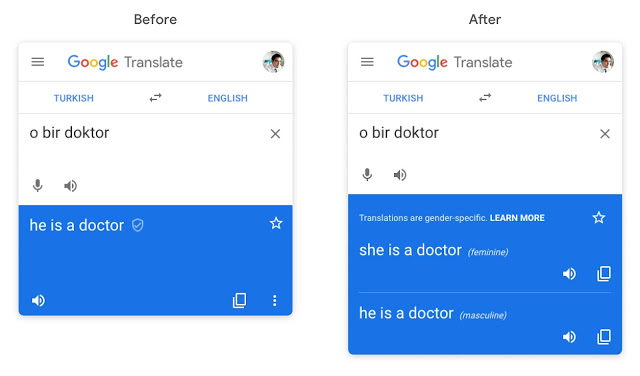 Before
Google Translate
TURKISH ENGLISH
o bir doktor
he is a doctor
After
Google Translate
TURKISH ENGLISH
o bir doktor
Translations are gender-specific. LEARN MORE
she is a doctor (feminine)
he is a doctor (masculine)